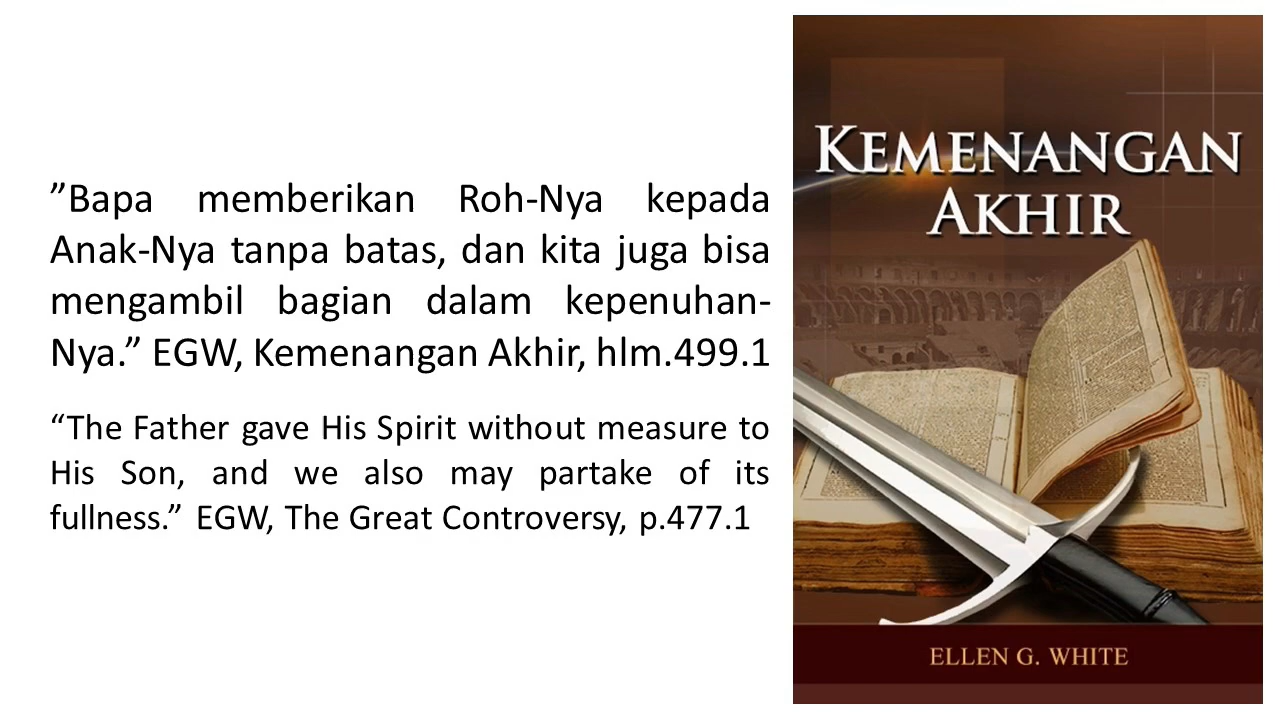 ”Bapa memberikan Roh-Nya kepada
Anak-Nya tanpa batas, dan kita juga bisa
mengambil bagian dalam kepenuhan-
Nya.” EGW, Kemenangan Akhir, hlm.499.1
“The Father gave His Spirit without measure to
His Son, and we also may partake of its
fullness.” EGW, The Great Controversy, p.477.1
KEMENANGAN
AKHIR
ELLEN G. WHITE